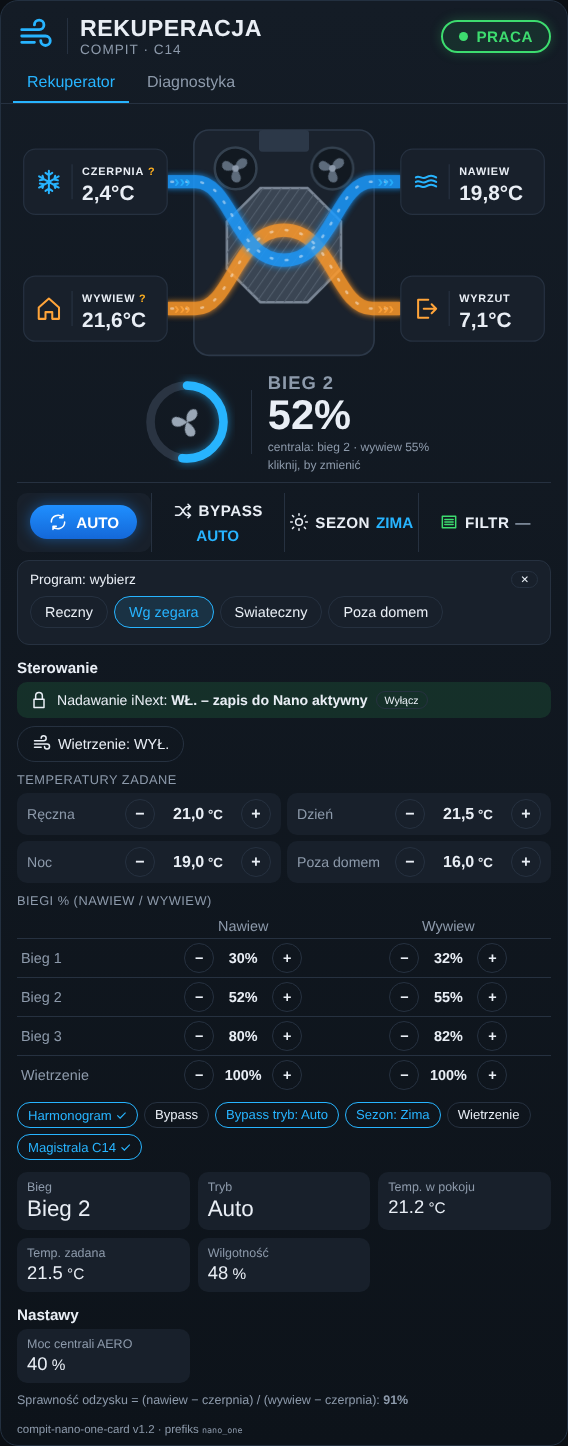 REKUPERACJA
COMPIT · C14
PRACA
Rekuperator Diagnostyka
CZERPNIA ?
2,4°C
NAWIEW
19,8°C
WYWIEW ?
21,6°C
WYRZUT
7,1°C
BIEG 2
52%
centrala: bieg 2 · wywiew 55%
kliknij, by zmienić
AUTO
BYPASS
AUTO
SEZON ZIMA
FILTR —
Program: wybierz ×
Reczny Wg zegara Swiateczny Poza domem
Sterowanie
Nadawanie iNext: WŁ. – zapis do Nano aktywny Wyłącz
Wietrzenie: WYŁ.
TEMPERATURY ZADANE
Ręczna − 21,0 °C +
Dzień − 21,5 °C +
Noc − 19,0 °C +
Poza domem − 16,0 °C +
BIEGI % (NAWIEW / WYWIEW)
Nawiew Wywiew
Bieg 1 − 30% + − 32% +
Bieg 2 − 52% + − 55% +
Bieg 3 − 80% + − 82% +
Wietrzenie − 100% + − 100% +
Harmonogram ✓ Bypass Bypass tryb: Auto Sezon: Zima Wietrzenie
Magistrala C14 ✓
Bieg
Bieg 2
Tryb
Auto
Temp. w pokoju
21.2 °C
Temp. zadana
21.5 °C
Wilgotność
48 %
Nastawy
Moc centrali AERO
40 %
Sprawność odzysku = (nawiew − czerpnia) / (wywiew − czerpnia): 91%
compit-nano-one-card v1.2 · prefiks nano_one